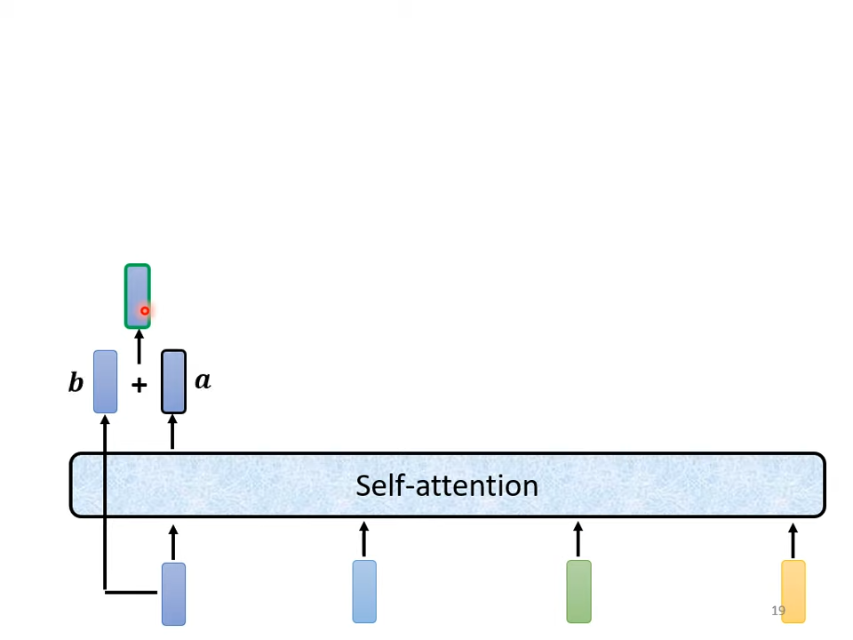 b + a
Self-attention
19